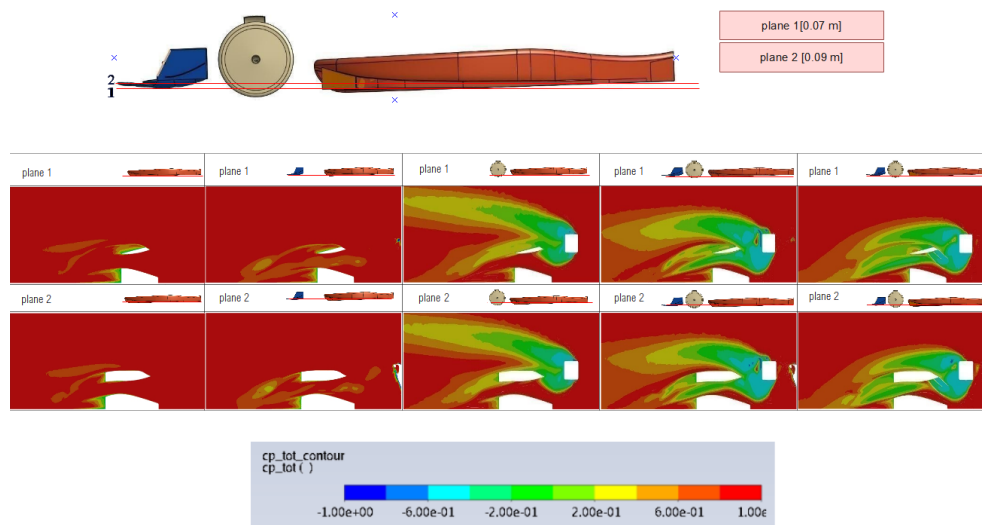 plane 1[0.07 m]
plane 2 [0.09 m]
2
1
plane 1 plane 1 plane 1 plane 1 plane 1
plane 2 plane 2 plane 2 plane 2 plane 2
cp_tot_contour
cp_tot ( )
-1.00e+00 -6.00e-01 -2.00e-01 2.00e-01 6.00e-01 1.00e